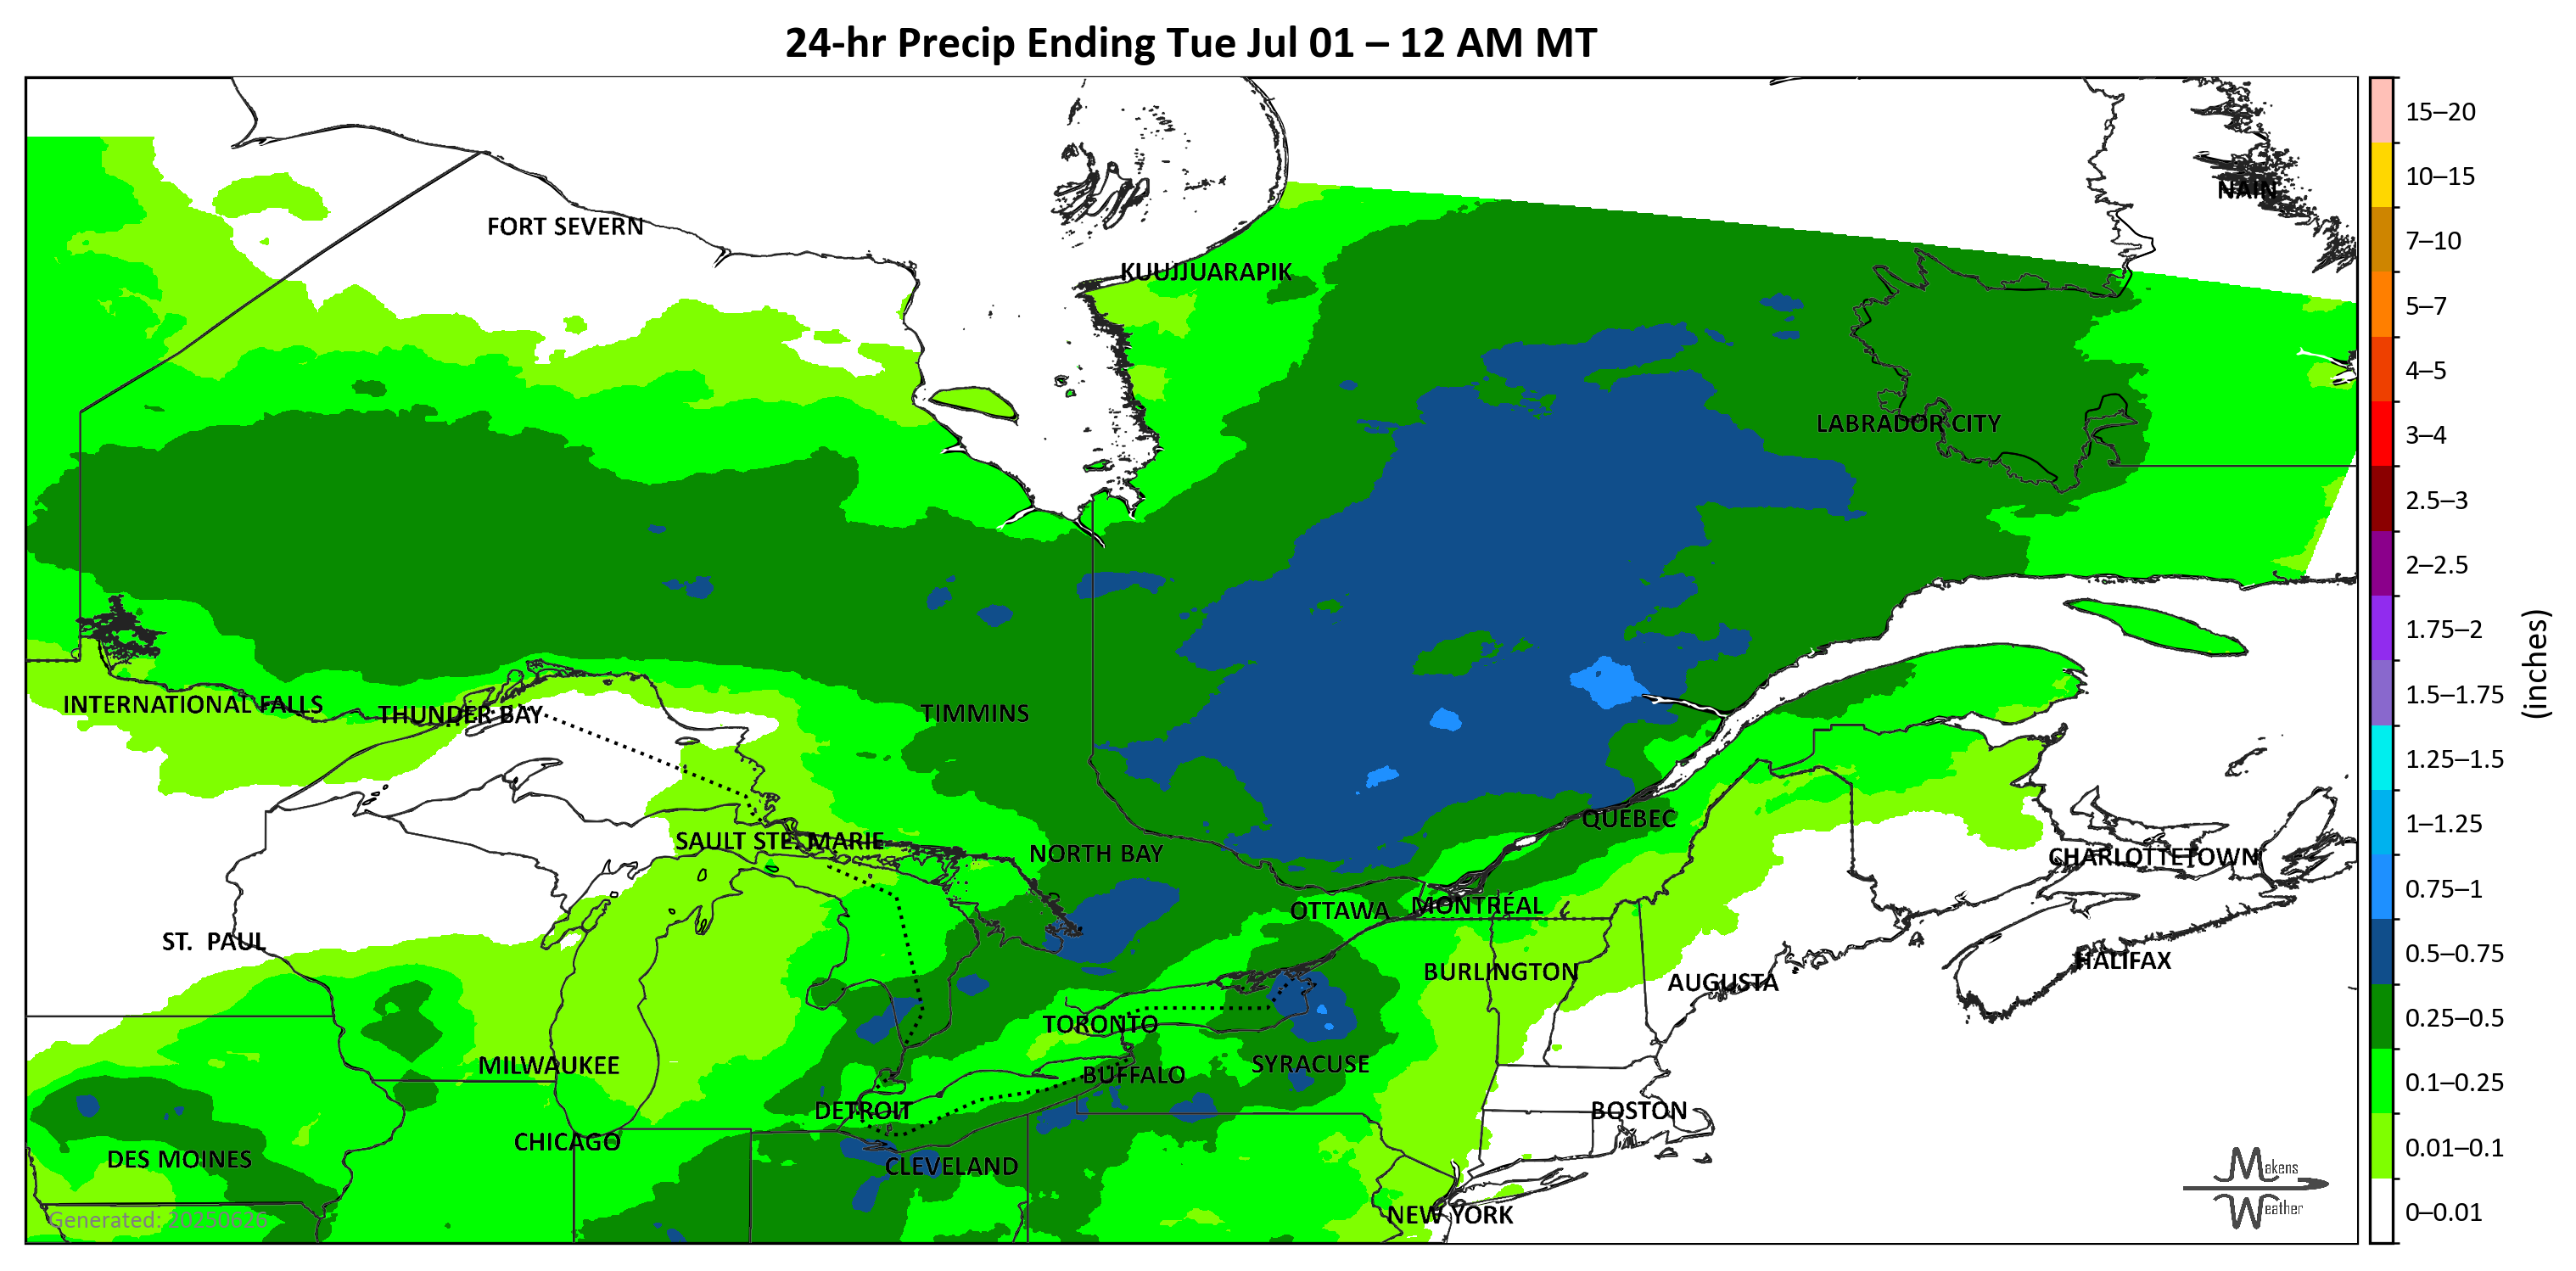 24-hr Precip Ending Tue Jul 01 – 12 AM MT
15–20
NAIN
10–15
FORT SEVERN
7–10
KUUJJUARAPIK
5–7
4–5
LABRADOR CITY
3–4
2.5–3
2–2.5
1.75–2
(inches)
1.5–1.75
INTERNATIONAL FALLS
THUNDER BAY
TIMMINS
1.25–1.5
QUEBEC
1–1.25
SAULT STE. MARIE
NORTH BAY
CHARLOTTETOWN
0.75–1
OTTAWA
MONTRÉAL
ST. PAUL
0.5–0.75
HALIFAX
BURLINGTON
AUGUSTA
TORONTO
0.25–0.5
MILWAUKEE
BUFFALO
SYRACUSE
0.1–0.25
DETROIT
BOSTON
CHICAGO
0.01–0.1
DES MOINES
CLEVELAND
Makens
Weather
NEW YORK
0–0.01
Generated: 20250626